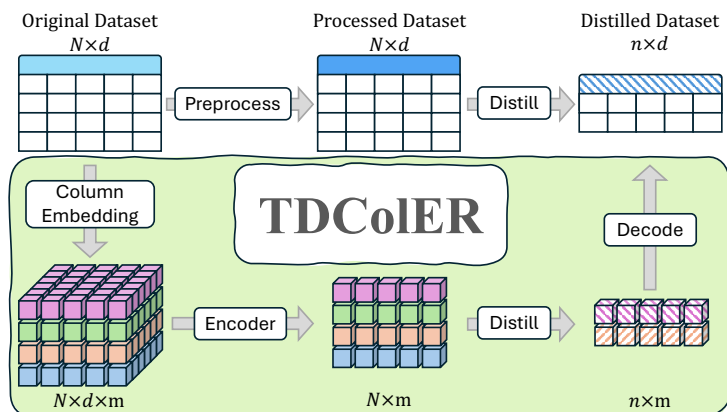 Original Dataset
N×d
Processed Dataset
N×d
Distilled Dataset
n×d
Preprocess
Distill
Column
Embedding
TDColER
Decode
Encoder
Distill
N×d×m
N×m
n×m